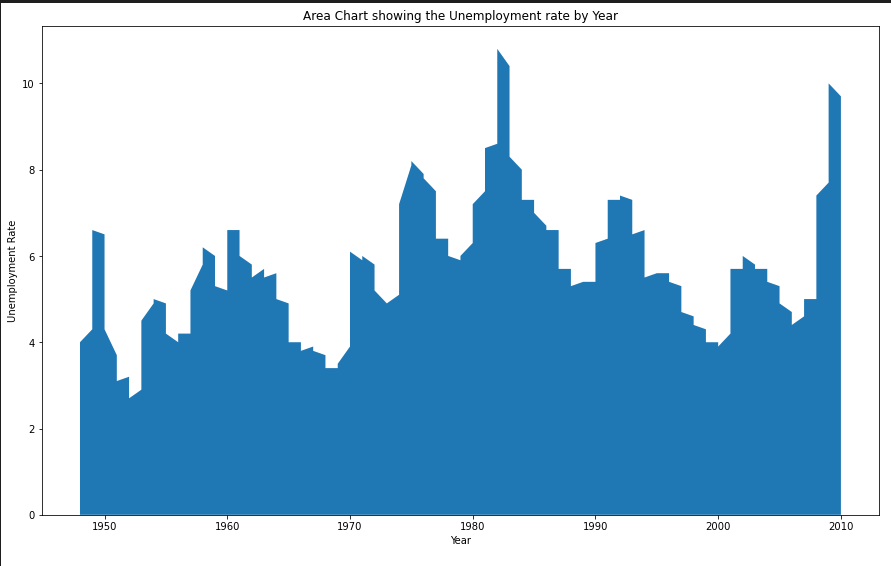 Area Chart showing the Unemployment rate by Year
10
8
6
4
2
0
Unemployment Rate
1950 1960 1970 1980 1990 2000 2010
Year